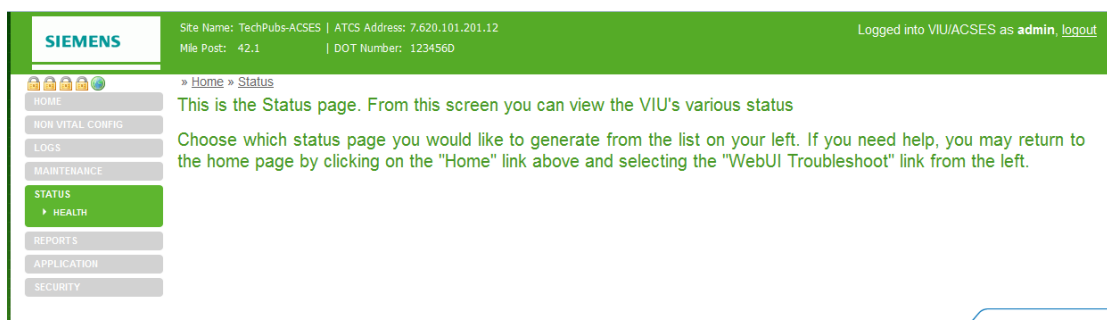 SIEMENS
Site Name: TechPubs-ACSES | ATCS Address: 7.620.101.201.12
Mile Post: 42.1 | DOT Number: 123456D
Logged into VIU/ACSES as admin, logout
» Home » Status
HOME
NON VITAL CONFIG
LOGS
MAINTENANCE
STATUS
HEALTH
REPORTS
APPLICATION
SECURITY
This is the Status page. From this screen you can view the VIU's various status
Choose which status page you would like to generate from the list on your left. If you need help, you may return to
the home page by clicking on the "Home" link above and selecting the "WebUI Troubleshoot" link from the left.